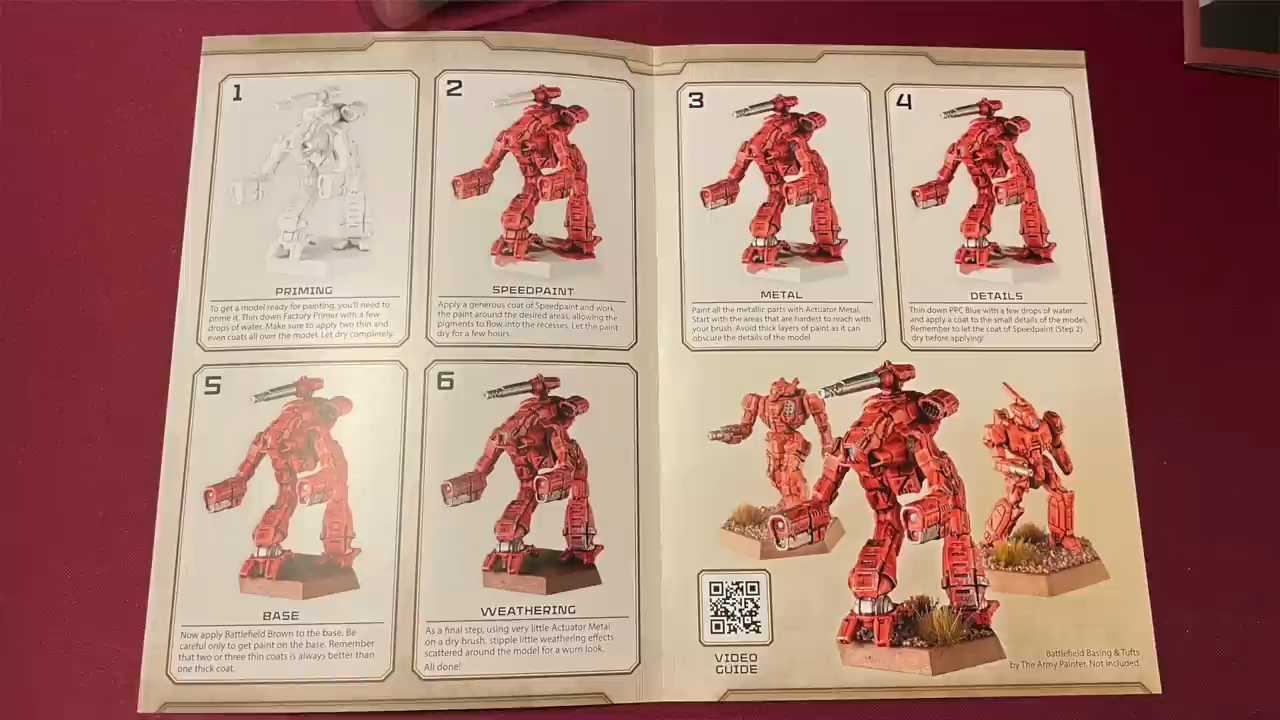 1
PRIMING
To get a model ready for painting, you'll need to
prime it. Thin down Factory Primer with a few
drops of water. Make sure to apply two thin and
even coats all over the model. Let dry completely.
2
SPEEDPAINT
Apply a generous coat of Speedpaint and work
the paint around the desired areas, allowing the
pigments to flow into the recesses. Let the paint
dry for a few hours.
3
METAL
Paint all the metallic parts with Actuator Metal.
Start with the areas that are hardest to reach with
your brush. Avoid thick layers of paint as it can
obscure the details of the model
4
DETAILS
Thin down PPC Blue with a few drops of water
and apply a coat to the small details of the model.
Remember to let the coat of Speedpaint (Step 2)
dry before applying!
5
BASE
Now apply Battlefield Brown to the base. Be
careful only to get paint on the base. Remember
that two or three thin coats is always better than
one thick coat.
6
WEATHERING
As a final step, using very little Actuator Metal
on a dry brush, stipple little weathering effects
scattered around the model for a worn look.
All done!
VIDEO
GUIDE
Battlefield Basing & Tufts
by The Army Painter. Not Included.